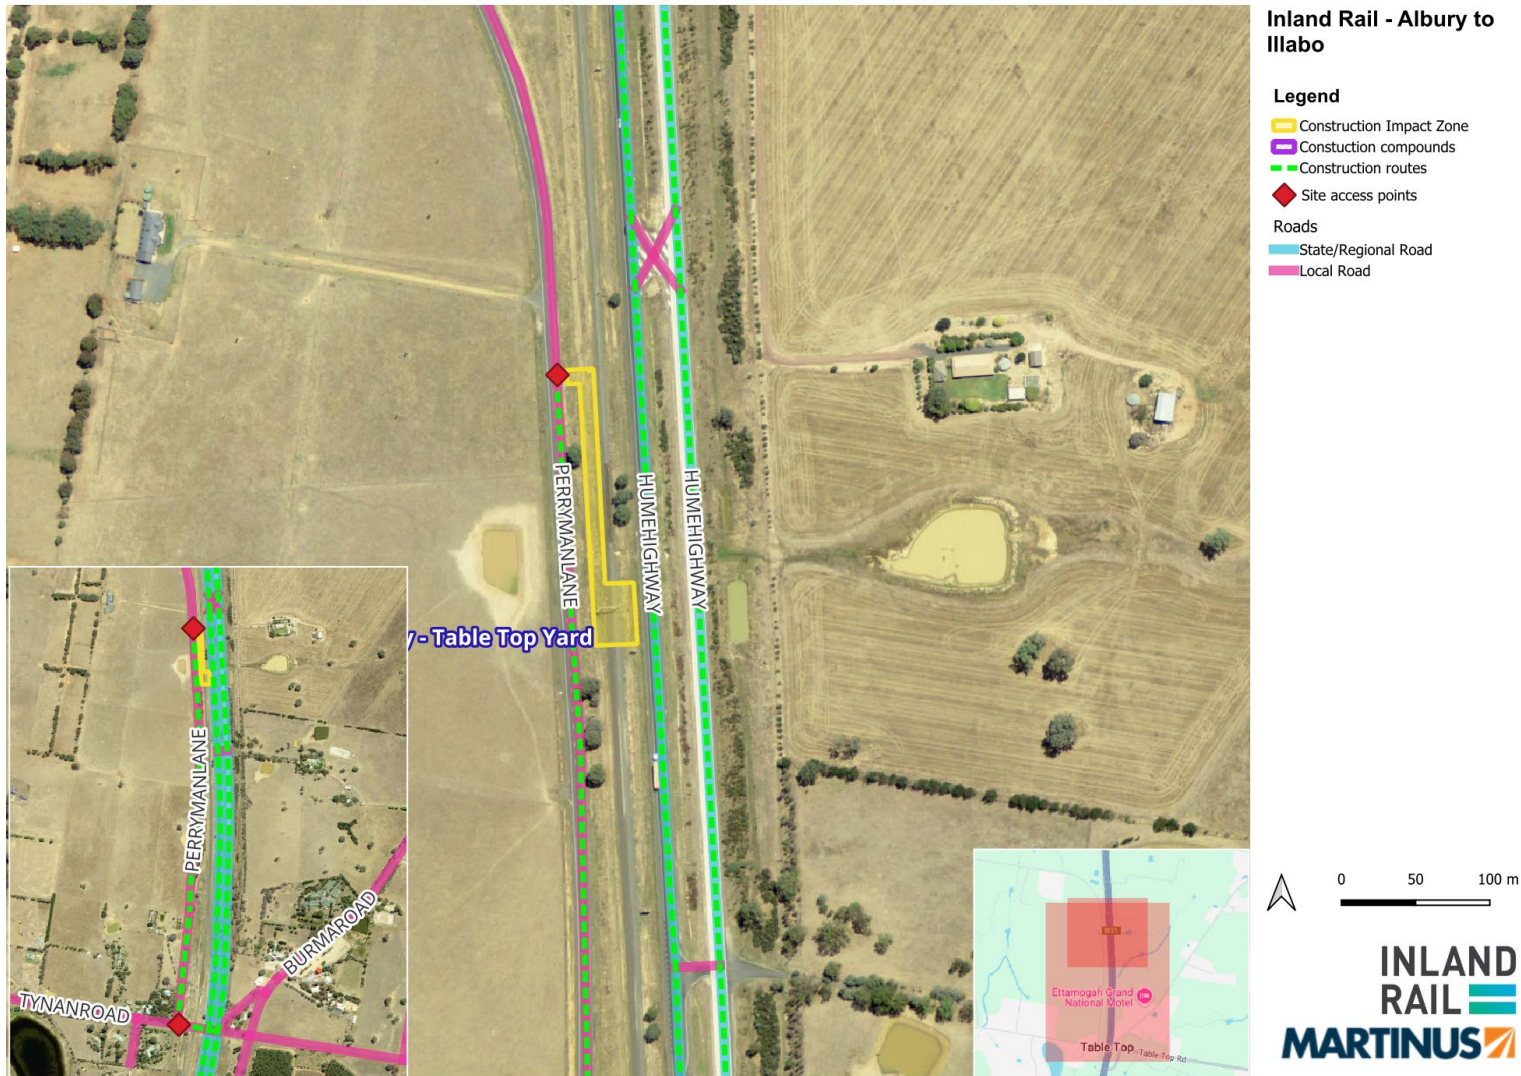 Inland Rail - Albury to
Illabo
Legend
Construction Impact Zone
Constuction compounds
Construction routes
Site access points
Roads
State/Regional Road
Local Road
PERRYMANLANE
HUMEHIGHWAY
HUMEHIGHWAY
y - Table Top Yard
PERRYMANLANE
BURMAROAD
TYNANROAD
M31
Ettamogah Grand
National Motel
Table Top
Table Top Rd
0 50 100 m
INLAND
RAIL
MARTINUS